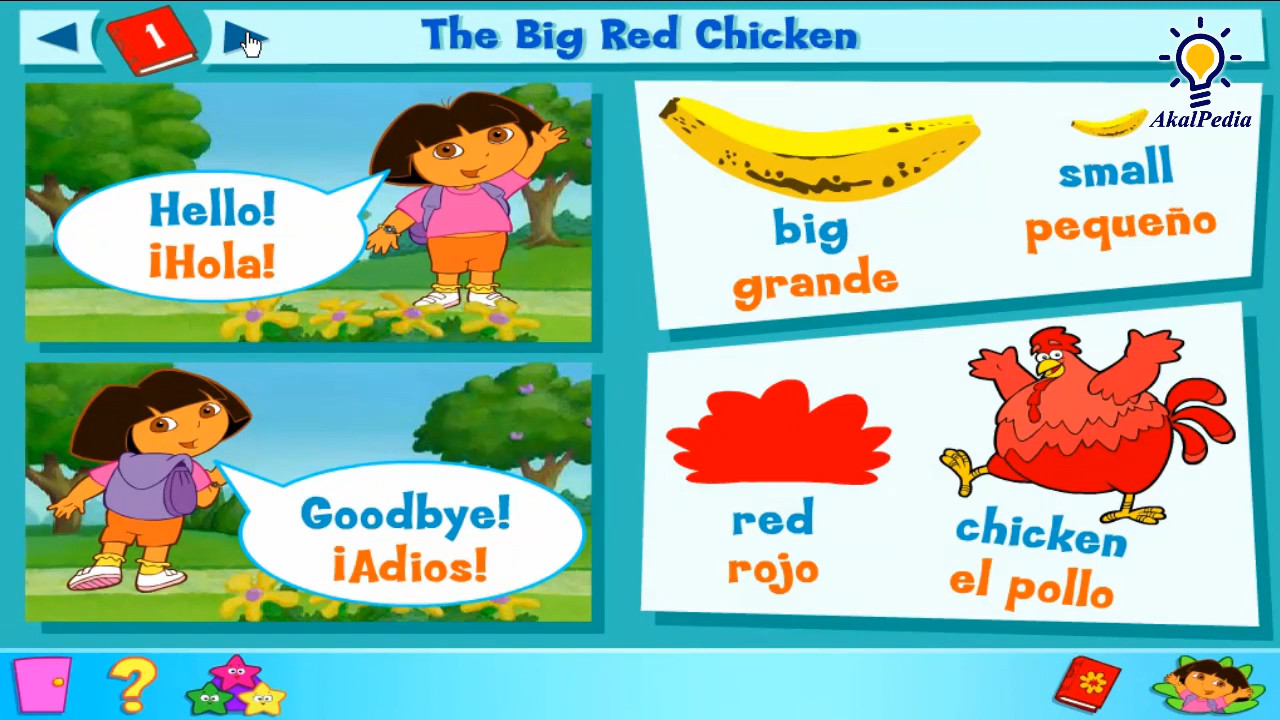 1
The Big Red Chicken
AkalPedia
Hello!
¡Hola!
big
grande
small
pequeño
Goodbye!
¡Adios!
red
rojo
chicken
el pollo
?